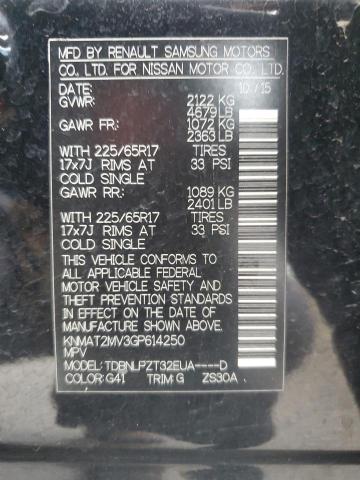 MFD BY RENAULT SAMSUNG MOTORS
CO., LTD. FOR NISSAN MOTOR CO., LTD.
DATE: 10/15
GVWR: 2122 KG
4679 LB
GAWR FR: 1072 KG
2363 LB
WITH 225/65R17 TIRES
17x7J RIMS AT 33 PSI
COLD SINGLE
GAWR RR: 1089 KG
2401 LB
WITH 225/65R17 TIRES
17x7J RIMS AT 33 PSI
COLD SINGLE
THIS VEHICLE CONFORMS TO
ALL APPLICABLE FEDERAL
MOTOR VEHICLE SAFETY AND
THEFT PREVENTION STANDARDS
IN EFFECT ON THE DATE OF
MANUFACTURE SHOWN ABOVE.
KNMAT2MV3GP614250
MPV
MODEL: TDBNLPZT32EUA----D
COLOR: G41 TRIM: G ZS30A